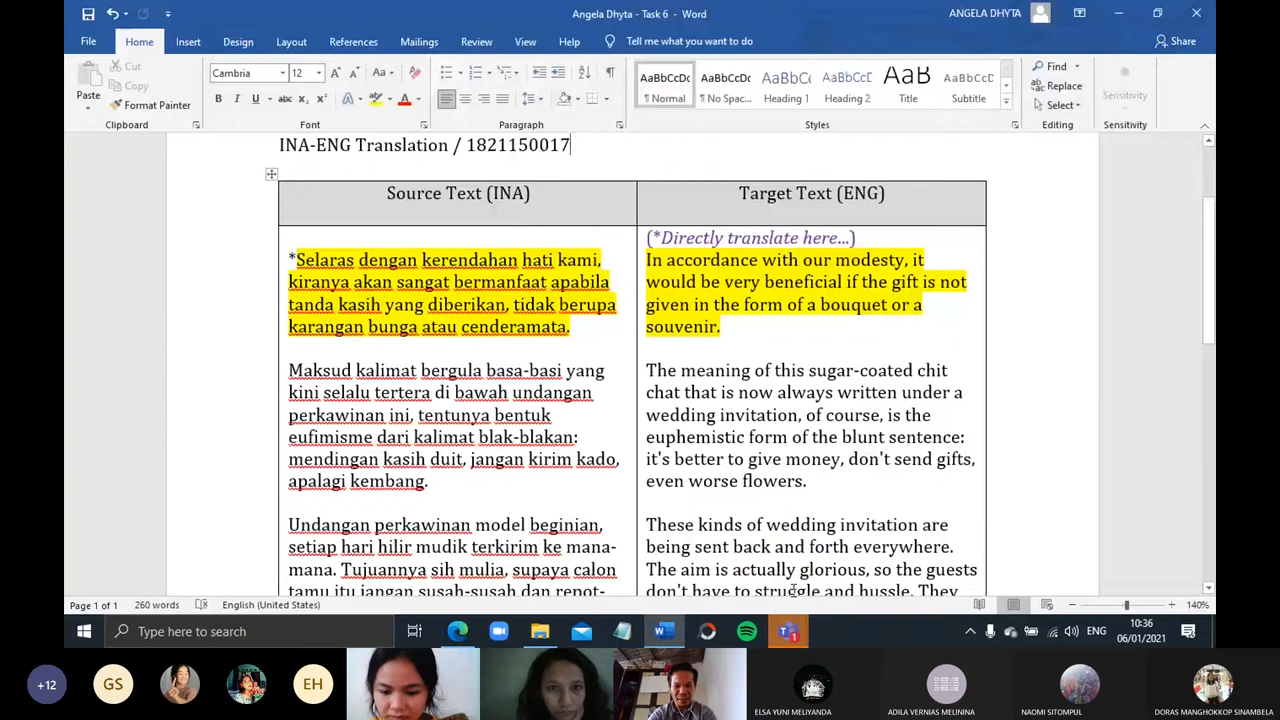 Angela Dhyta - Task 6 - Word
ANGELA DHYTA
File Home Insert Design Layout References Mailings Review View Help Tell me what you want to do
Share
Paste
Cut
Copy
Format Painter
Clipboard
Cambria 12
Font
Paragraph
AaBbCcDc AaBbCcDc AaBbCc AaBbCcD AaB AaBbCcD
¶ Normal ¶ No Spac... Heading 1 Heading 2 Title Subtitle
Styles
Find
Replace
Select
Editing
Sensitivity
Sensitivity
INA-ENG Translation / 1821150017
Source Text (INA)
*Selaras dengan kerendahan hati kami,
kiranya akan sangat bermanfaat apabila
tanda kasih yang diberikan, tidak berupa
karangan bunga atau cenderamata.
Maksud kalimat bergula basa-basi yang
kini selalu tertera di bawah undangan
perkawinan ini, tentunya bentuk
eufimisme dari kalimat blak-blakan:
mendingan kasih duit, jangan kirim kado,
apalagi kembang.
Undangan perkawinan model beginian,
setiap hari hilir mudik terkirim ke mana-
mana. Tujuannya sih mulia, supaya calon
tamu itu jangan susah-susah dan repot-
Target Text (ENG)
(*Directly translate here...)
In accordance with our modesty, it
would be very beneficial if the gift is not
given in the form of a bouquet or a
souvenir.
The meaning of this sugar-coated chit
chat that is now always written under a
wedding invitation, of course, is the
euphemistic form of the blunt sentence:
it's better to give money, don't send gifts,
even worse flowers.
These kinds of wedding invitation are
being sent back and forth everywhere.
The aim is actually glorious, so the guests
don't have to struggle and hussle. They
Page 1 of 1 260 words English (United States) 140%
Type here to search
ENG
10:36
06/01/2021
+12
GS
EH
ELSA YUNI MELIYANDA
ADILA VERNIAS MELININA
NAOMI SITOMPUL
DORAS MANGHOKKOP SINAMBELA